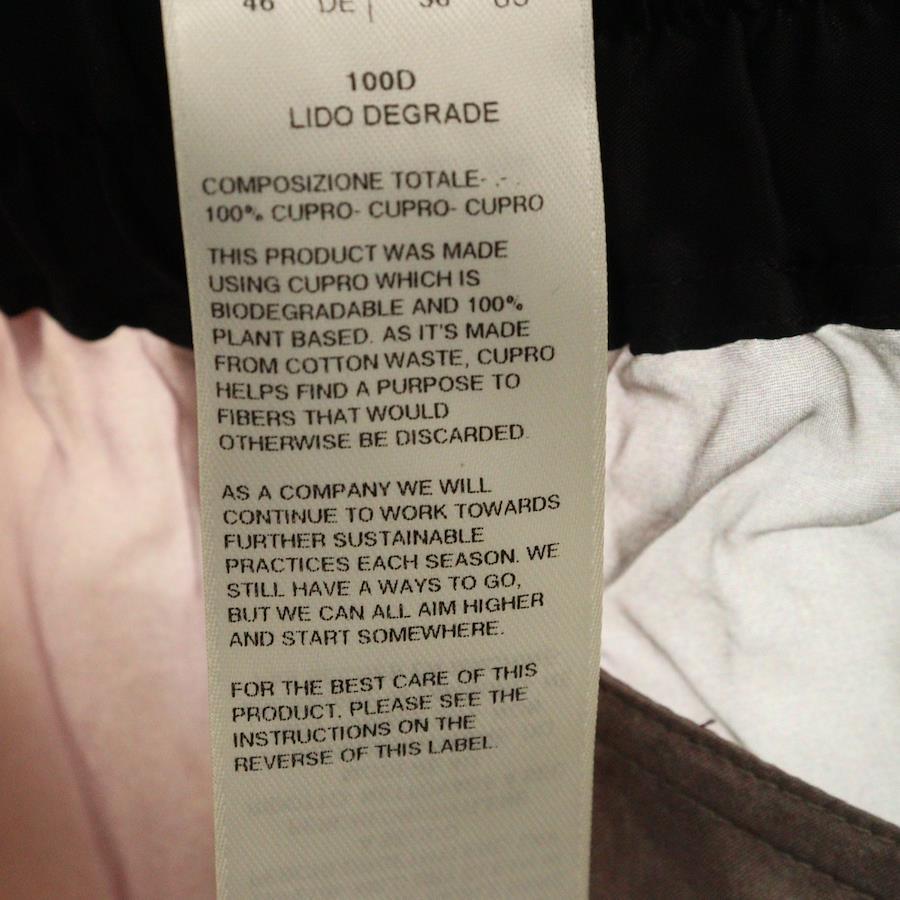 46 DE 36 US
100D
LIDO DEGRADE
COMPOSIZIONE TOTALE- .- .
100% CUPRO- CUPRO- CUPRO
THIS PRODUCT WAS MADE
USING CUPRO WHICH IS
BIODEGRADABLE AND 100%
PLANT BASED. AS IT'S MADE
FROM COTTON WASTE, CUPRO
HELPS FIND A PURPOSE TO
FIBERS THAT WOULD
OTHERWISE BE DISCARDED.
AS A COMPANY WE WILL
CONTINUE TO WORK TOWARDS
FURTHER SUSTAINABLE
PRACTICES EACH SEASON. WE
STILL HAVE A WAYS TO GO,
BUT WE CAN ALL AIM HIGHER
AND START SOMEWHERE.
FOR THE BEST CARE OF THIS
PRODUCT. PLEASE SEE THE
INSTRUCTIONS ON THE
REVERSE OF THIS LABEL.